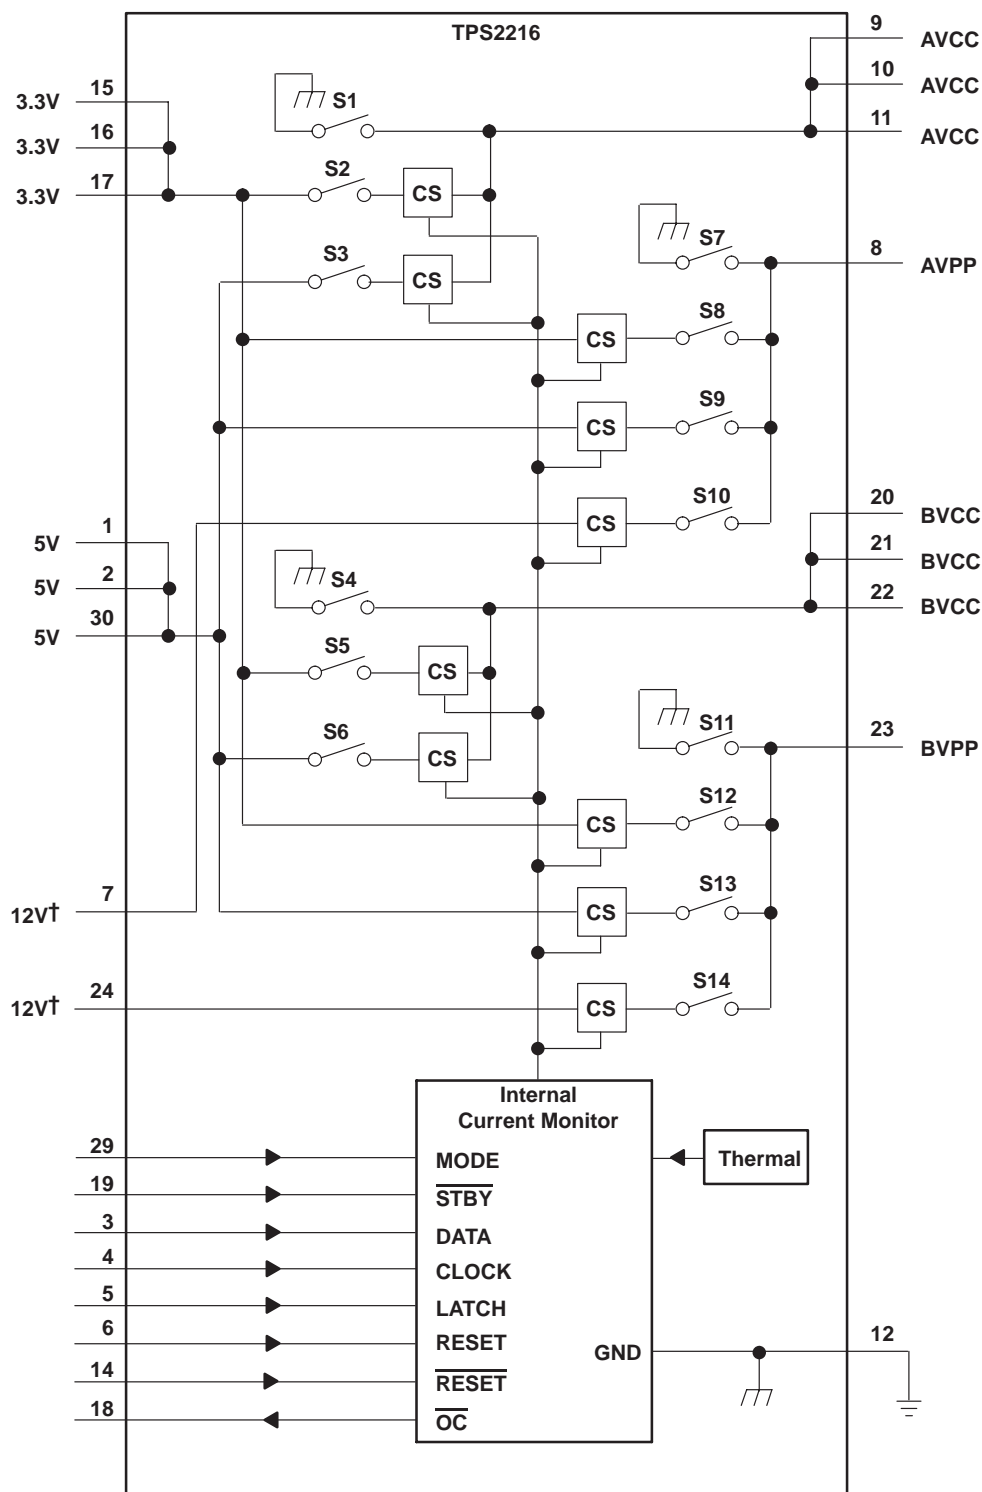 TPS2216
9
AVCC
10
AVCC
11
AVCC
15
3.3V
16
3.3V
17
3.3V
S1
S2
CS
S3
CS
S7
8
AVPP
CS
S8
CS
S9
CS
S10
20
BVCC
21
BVCC
22
BVCC
1
5V
2
5V
30
5V
S4
S5
CS
S6
CS
S11
23
BVPP
CS
S12
CS
S13
CS
S14
7
12V†
24
12V†
Internal
Current Monitor
Thermal
29
MODE
19
S̅T̅B̅Y̅
3
DATA
4
CLOCK
5
LATCH
6
RESET
14
R̅E̅S̅E̅T̅
18
O̅C̅
GND
12